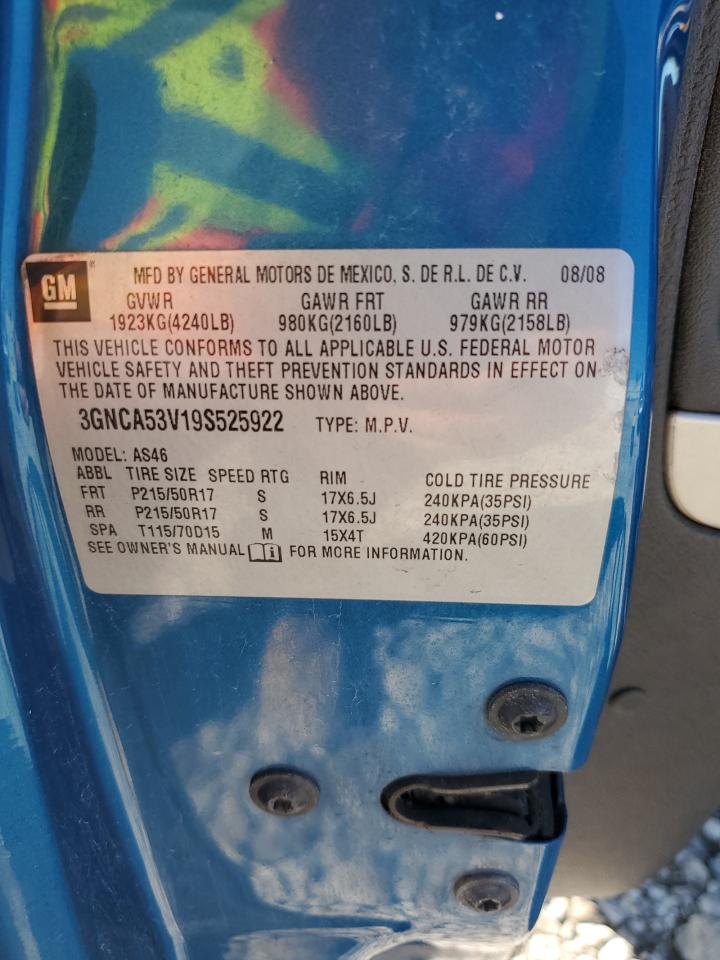 GM ®
MFD BY GENERAL MOTORS DE MEXICO, S. DE R.L. DE C.V. 08/08
GVWR GAWR FRT GAWR RR
1923KG(4240LB) 980KG(2160LB) 979KG(2158LB)
THIS VEHICLE CONFORMS TO ALL APPLICABLE U.S. FEDERAL MOTOR
VEHICLE SAFETY AND THEFT PREVENTION STANDARDS IN EFFECT ON
THE DATE OF MANUFACTURE SHOWN ABOVE.
3GNCA53V19S525922 TYPE: M.P.V.
MODEL: AS46
ABBL TIRE SIZE SPEED RTG RIM COLD TIRE PRESSURE
FRT P215/50R17 S 17X6.5J 240KPA(35PSI)
RR P215/50R17 S 17X6.5J 240KPA(35PSI)
SPA T115/70D15 M 15X4T 420KPA(60PSI)
SEE OWNER'S MANUAL i FOR MORE INFORMATION.